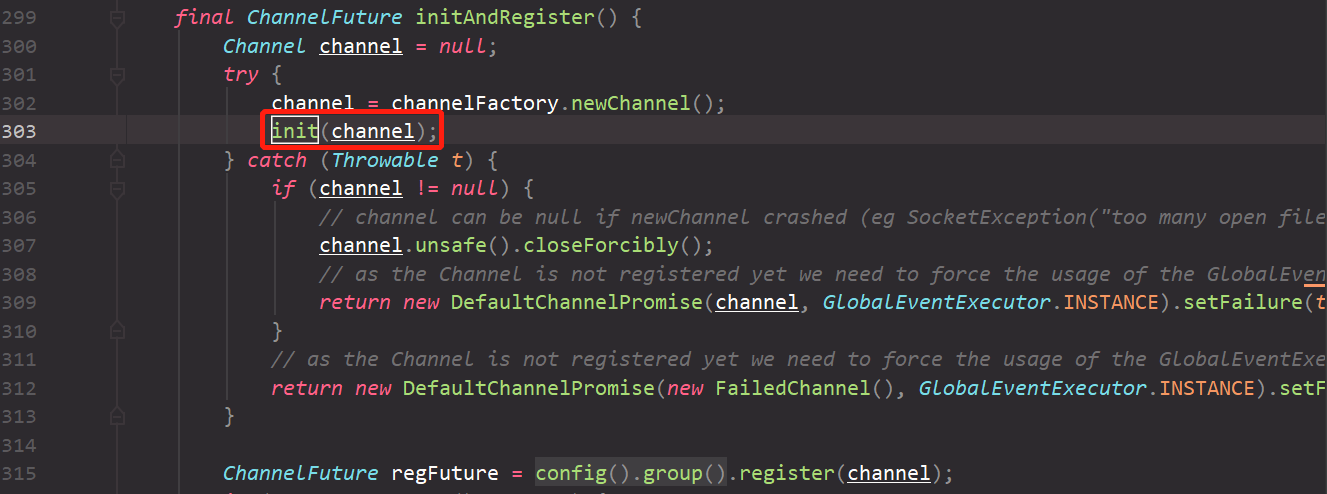 299 final ChannelFuture initAndRegister() {
300 Channel channel = null;
301 try {
302 channel = channelFactory.newChannel();
303 init(channel);
304 } catch (Throwable t) {
305 if (channel != null) {
306 // channel can be null if newChannel crashed (eg SocketException("too many open file
307 channel.unsafe().closeForcibly();
308 // as the Channel is not registered yet we need to force the usage of the GlobalEven
309 return new DefaultChannelPromise(channel, GlobalEventExecutor.INSTANCE).setFailure(t
310 }
311 // as the Channel is not registered yet we need to force the usage of the GlobalEventExe
312 return new DefaultChannelPromise(new FailedChannel(), GlobalEventExecutor.INSTANCE).setF
313 }
314
315 ChannelFuture regFuture = config().group().register(channel);